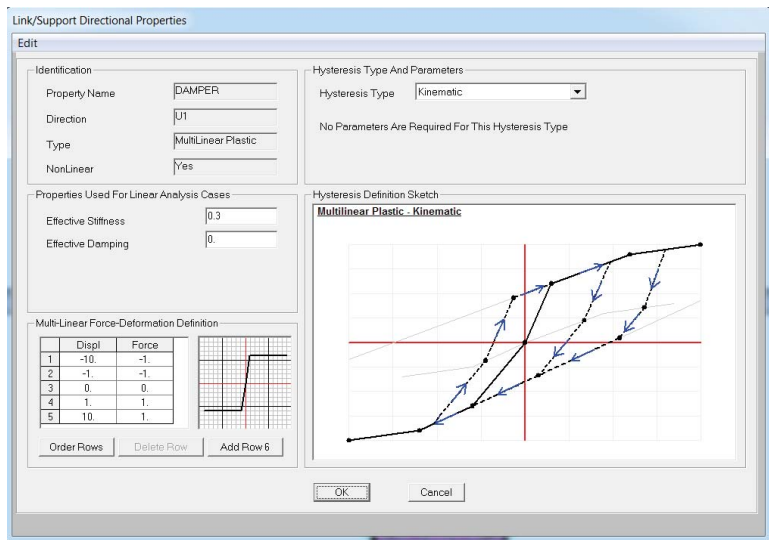 Link/Support Directional Properties
Edit
Identification
Property Name DAMPER
Direction U1
Type MultiLinear Plastic
NonLinear Yes
Hysteresis Type And Parameters
Hysteresis Type Kinematic
No Parameters Are Required For This Hysteresis Type
Properties Used For Linear Analysis Cases
Effective Stiffness 0.3
Effective Damping 0.
Hysteresis Definition Sketch
Multilinear Plastic - Kinematic
Multi-Linear Force-Deformation Definition
Displ Force
1 -10. -1.
2 -1. -1.
3 0. 0.
4 1. 1.
5 10. 1.
Order Rows Delete Row Add Row 6
OK Cancel